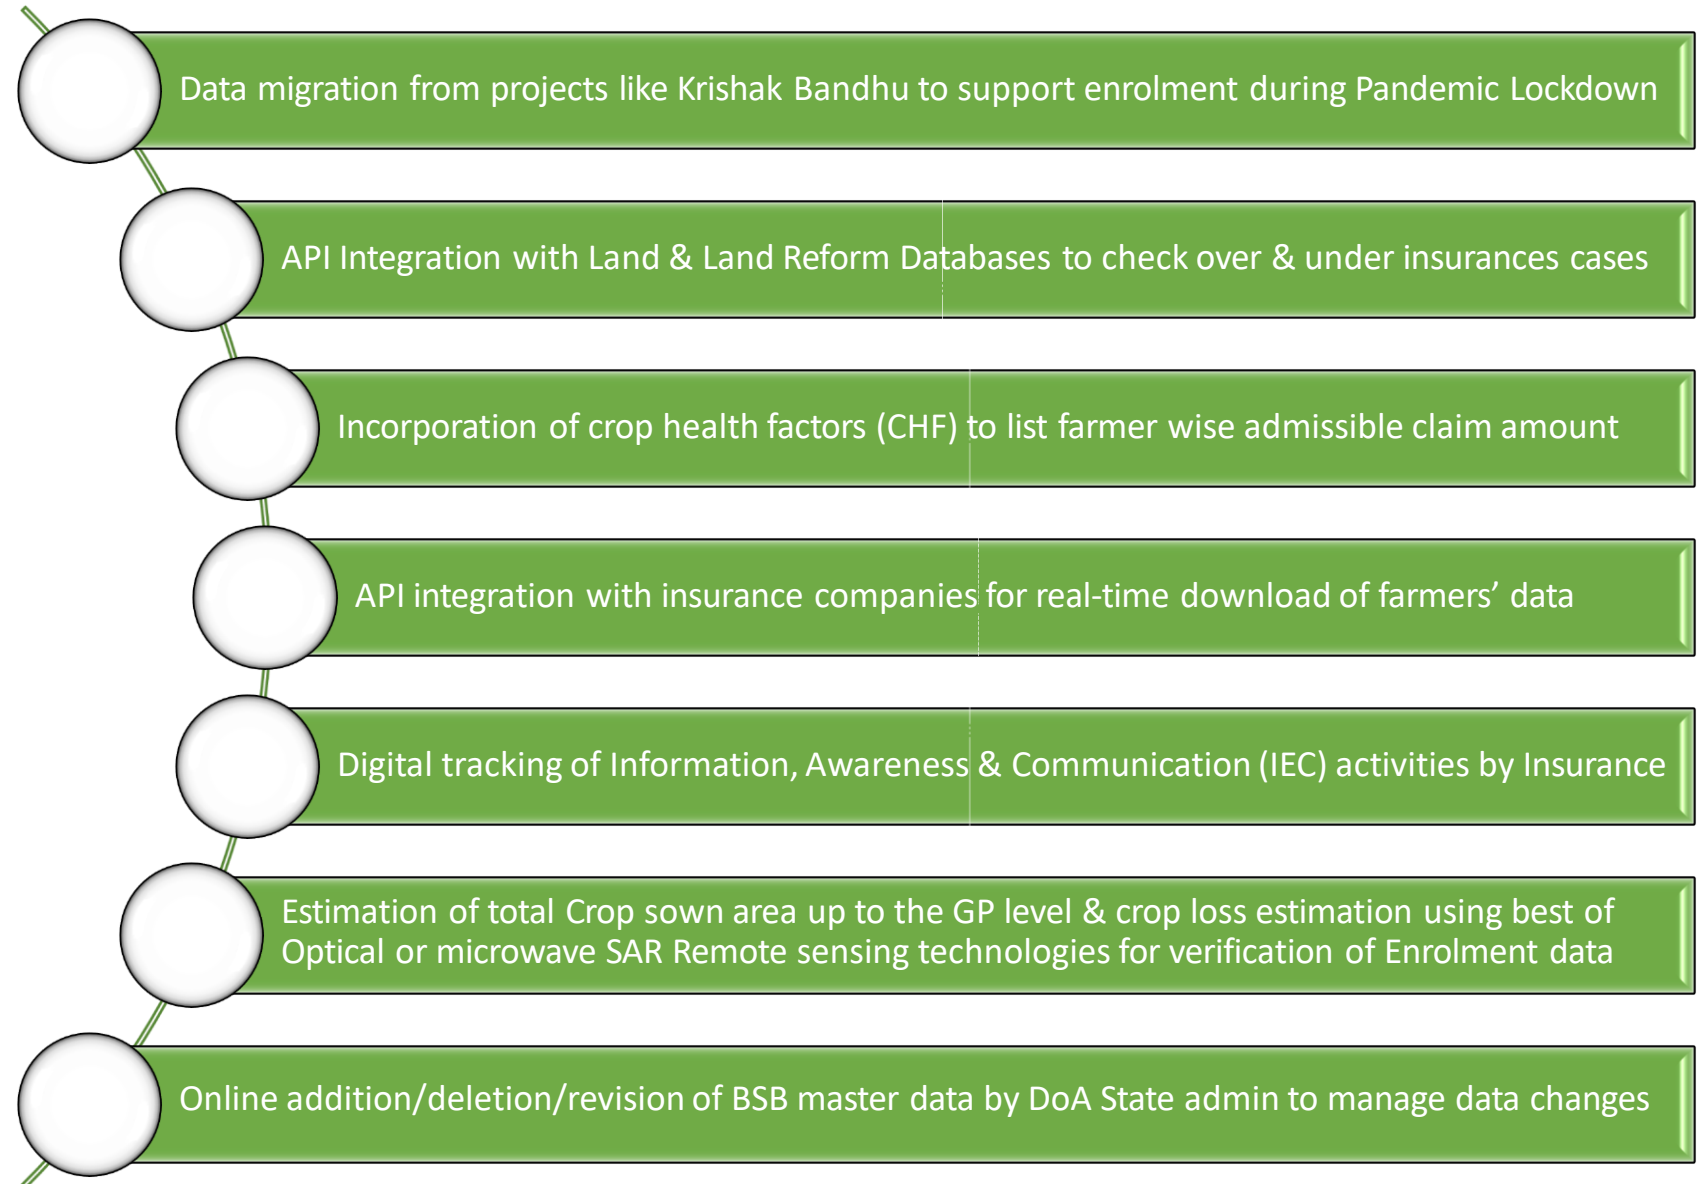 Data migration from projects like Krishak Bandhu to support enrolment during Pandemic Lockdown
API Integration with Land & Land Reform Databases to check over & under insurances cases
Incorporation of crop health factors (CHF) to list farmer wise admissible claim amount
API integration with insurance companies for real-time download of farmers’ data
Digital tracking of Information, Awareness & Communication (IEC) activities by Insurance
Estimation of total Crop sown area up to the GP level & crop loss estimation using best of
Optical or microwave SAR Remote sensing technologies for verification of Enrolment data
Online addition/deletion/revision of BSB master data by DoA State admin to manage data changes